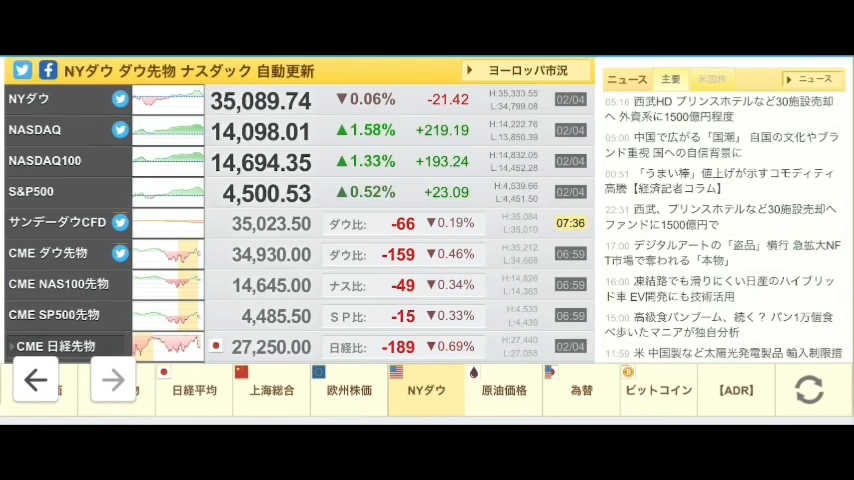 NYダウ ダウ先物 ナスダック 自動更新
ヨーロッパ市況
NYダウ 35,089.74 ▼0.06% -21.42 H:35,333.55 L:34,799.08 02/04
NASDAQ 14,098.01 ▲1.58% +219.19 H:14,222.76 L:13,850.39 02/04
NASDAQ100 14,694.35 ▲1.33% +193.24 H:14,832.05 L:14,452.28 02/04
S&P500 4,500.53 ▲0.52% +23.09 H:4,539.66 L:4,451.50 02/04
サンデーダウCFD 35,023.50 ダウ比: -66 ▼0.19% H:35,084 L:35,010 07:36
CME ダウ先物 34,930.00 ダウ比: -159 ▼0.46% H:35,212 L:34,668 06:59
CME NAS100先物 14,645.00 ナス比: -49 ▼0.34% H:14,826 L:14,363 06:59
CME SP500先物 4,485.50 SP比: -15 ▼0.33% H:4,533 L:4,439 06:59
CME 日経先物 27,250.00 日経比: -189 ▼0.69% H:27,440 L:27,055 02/04
ニュース 主要 米国株 ニュース
05:16 西武HD プリンスホテルなど30施設売却
へ 外資系に1500億円程度
05:00 中国で広がる「国潮」 自国の文化やブラ
ンド重視 国への自信背景に
00:51 「うまい棒」値上げが示すコモディティ
高騰【経済記者コラム】
22:31 西武、プリンスホテルなど30施設売却へ
ファンドに1500億円で
17:00 デジタルアートの「盗品」横行 急拡大NF
T市場で奪われる「本物」
16:00 凍結路でも滑りにくい日産のハイブリッ
ド車 EV開発にも技術活用
15:00 高級食パンブーム、続く？ パン1万個食
べ歩いたマニアが独自分析
11:59 米 中国製など太陽光発電製品 輸入制限措
日経平均
上海総合
欧州株価
NYダウ
原油価格
為替
ビットコイン
【ADR】